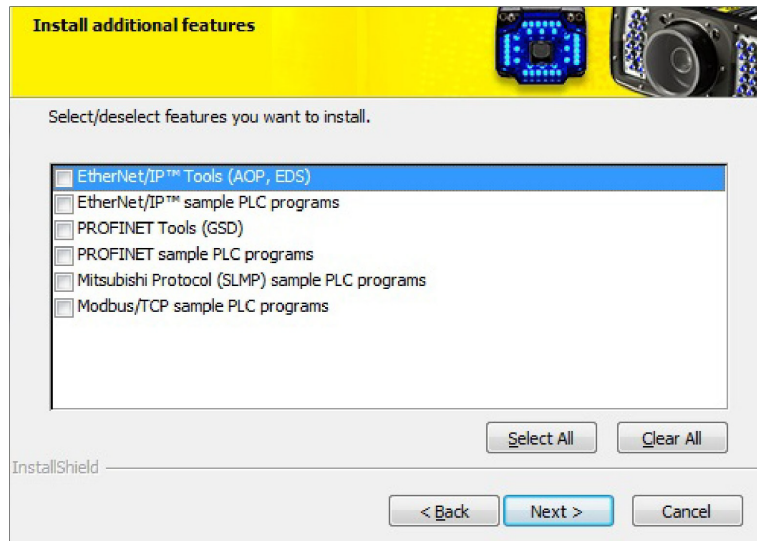 Install additional features
Select/deselect features you want to install.
EtherNet/IP™ Tools (AOP, EDS)
EtherNet/IP™ sample PLC programs
PROFINET Tools (GSD)
PROFINET sample PLC programs
Mitsubishi Protocol (SLMP) sample PLC programs
Modbus/TCP sample PLC programs
Select All Clear All
InstallShield
< Back Next > Cancel